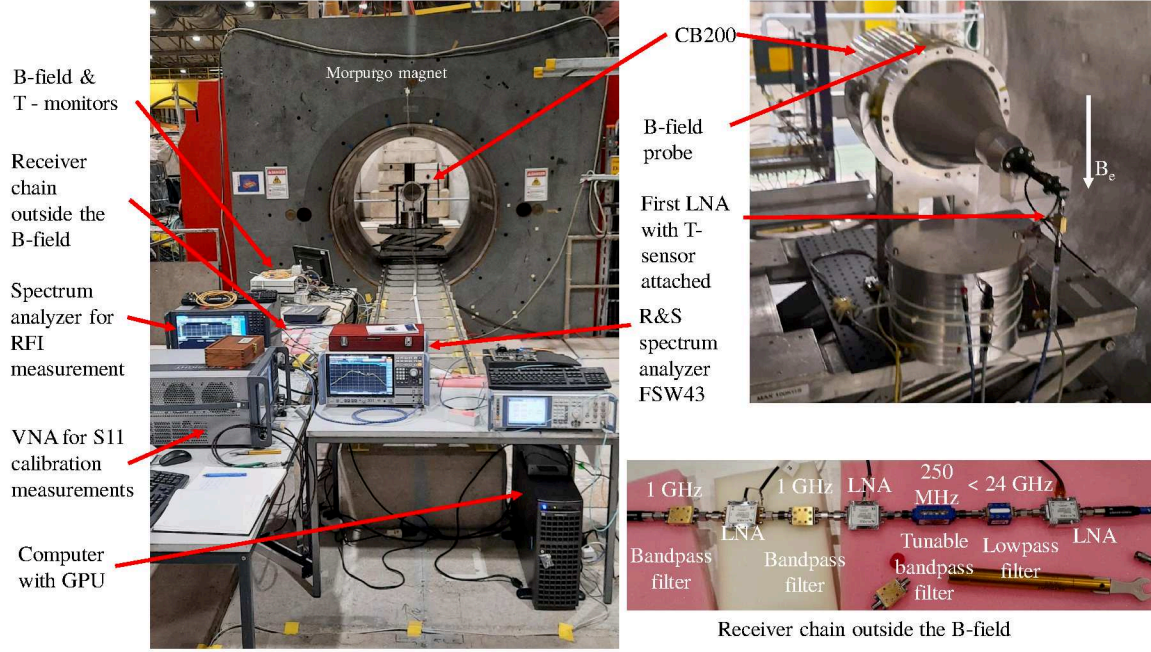 B-field &
T - monitors
Receiver
chain
outside the
B-field
Spectrum
analyzer for
RFI
measurement
VNA for S11
calibration
measurements
Computer
with GPU
Morpurgo magnet
DANGER
DANGER
CB200
B-field
probe
First LNA
with T-
sensor
attached
R&S
spectrum
analyzer
FSW43
B_e
1 GHz
LNA
1 GHz
LNA
250
MHz
< 24 GHz
LNA
Bandpass
filter
Bandpass
filter
Tunable
bandpass
filter
Lowpass
filter
Receiver chain outside the B-field